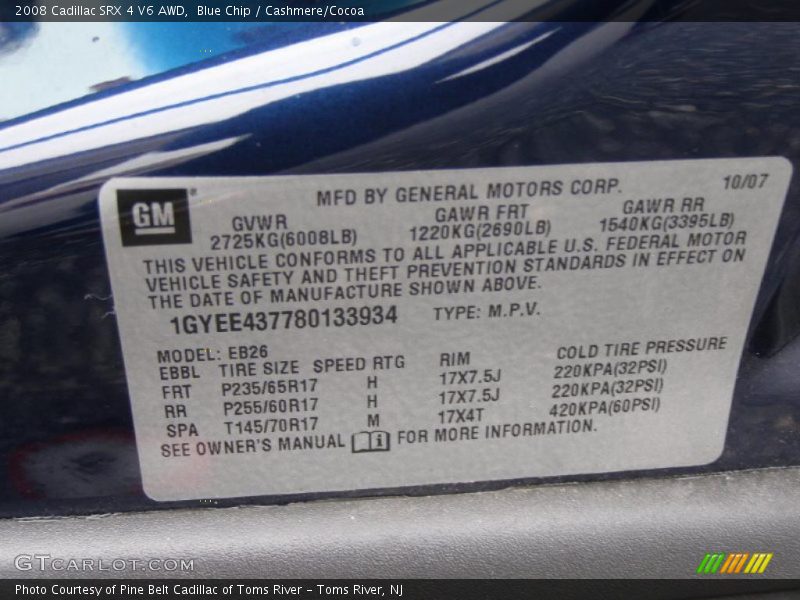 2008 Cadillac SRX 4 V6 AWD, Blue Chip / Cashmere/Cocoa
GM
MFD BY GENERAL MOTORS CORP. 10/07
GVWR GAWR FRT GAWR RR
2725KG(6008LB) 1220KG(2690LB) 1540KG(3395LB)
THIS VEHICLE CONFORMS TO ALL APPLICABLE U.S. FEDERAL MOTOR
VEHICLE SAFETY AND THEFT PREVENTION STANDARDS IN EFFECT ON
THE DATE OF MANUFACTURE SHOWN ABOVE.
1GYEE437780133934 TYPE: M.P.V.
MODEL: EB26
EBBL TIRE SIZE SPEED RTG RIM COLD TIRE PRESSURE
FRT P235/65R17 H 17X7.5J 220KPA(32PSI)
RR P255/60R17 H 17X7.5J 220KPA(32PSI)
SPA T145/70R17 M 17X4T 420KPA(60PSI)
SEE OWNER'S MANUAL i FOR MORE INFORMATION.
GTCARLOT.COM
Photo Courtesy of Pine Belt Cadillac of Toms River – Toms River, NJ